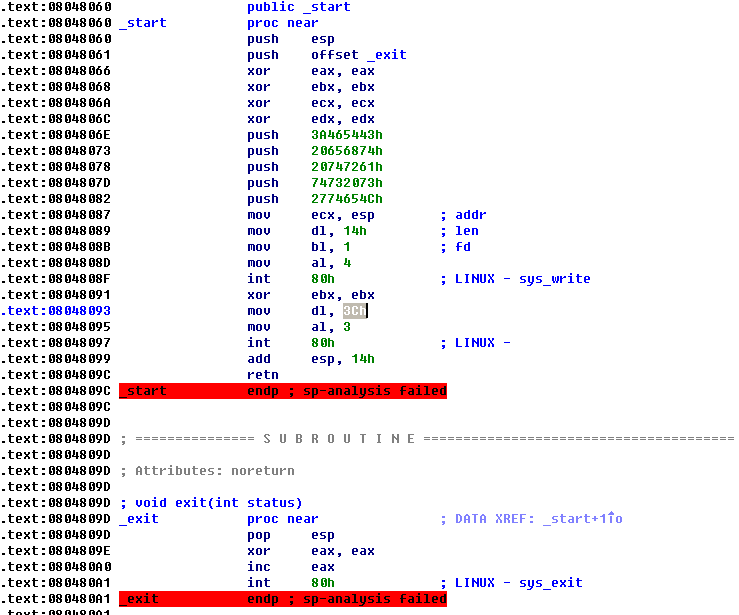 .text:08048060 public _start
.text:08048060 _start proc near
.text:08048060 push esp
.text:08048061 push offset _exit
.text:08048066 xor eax, eax
.text:08048068 xor ebx, ebx
.text:0804806A xor ecx, ecx
.text:0804806C xor edx, edx
.text:0804806E push 3A465443h
.text:08048073 push 20656874h
.text:08048078 push 20747261h
.text:0804807D push 74732073h
.text:08048082 push 2774654Ch
.text:08048087 mov ecx, esp ; addr
.text:08048089 mov dl, 14h ; len
.text:0804808B mov bl, 1 ; fd
.text:0804808D mov al, 4
.text:0804808F int 80h ; LINUX - sys_write
.text:08048091 xor ebx, ebx
.text:08048093 mov dl, 3Ch
.text:08048095 mov al, 3
.text:08048097 int 80h ; LINUX -
.text:08048099 add esp, 14h
.text:0804809C retn
.text:0804809C _start endp ; sp-analysis failed
.text:0804809C
.text:0804809D
.text:0804809D ; =============== S U B R O U T I N E =======================================
.text:0804809D
.text:0804809D ; Attributes: noreturn
.text:0804809D
.text:0804809D ; void exit(int status)
.text:0804809D _exit proc near ; DATA XREF: _start+1↑o
.text:0804809D pop esp
.text:0804809E xor eax, eax
.text:080480A0 inc eax
.text:080480A1 int 80h ; LINUX - sys_exit
.text:080480A1 _exit endp ; sp-analysis failed